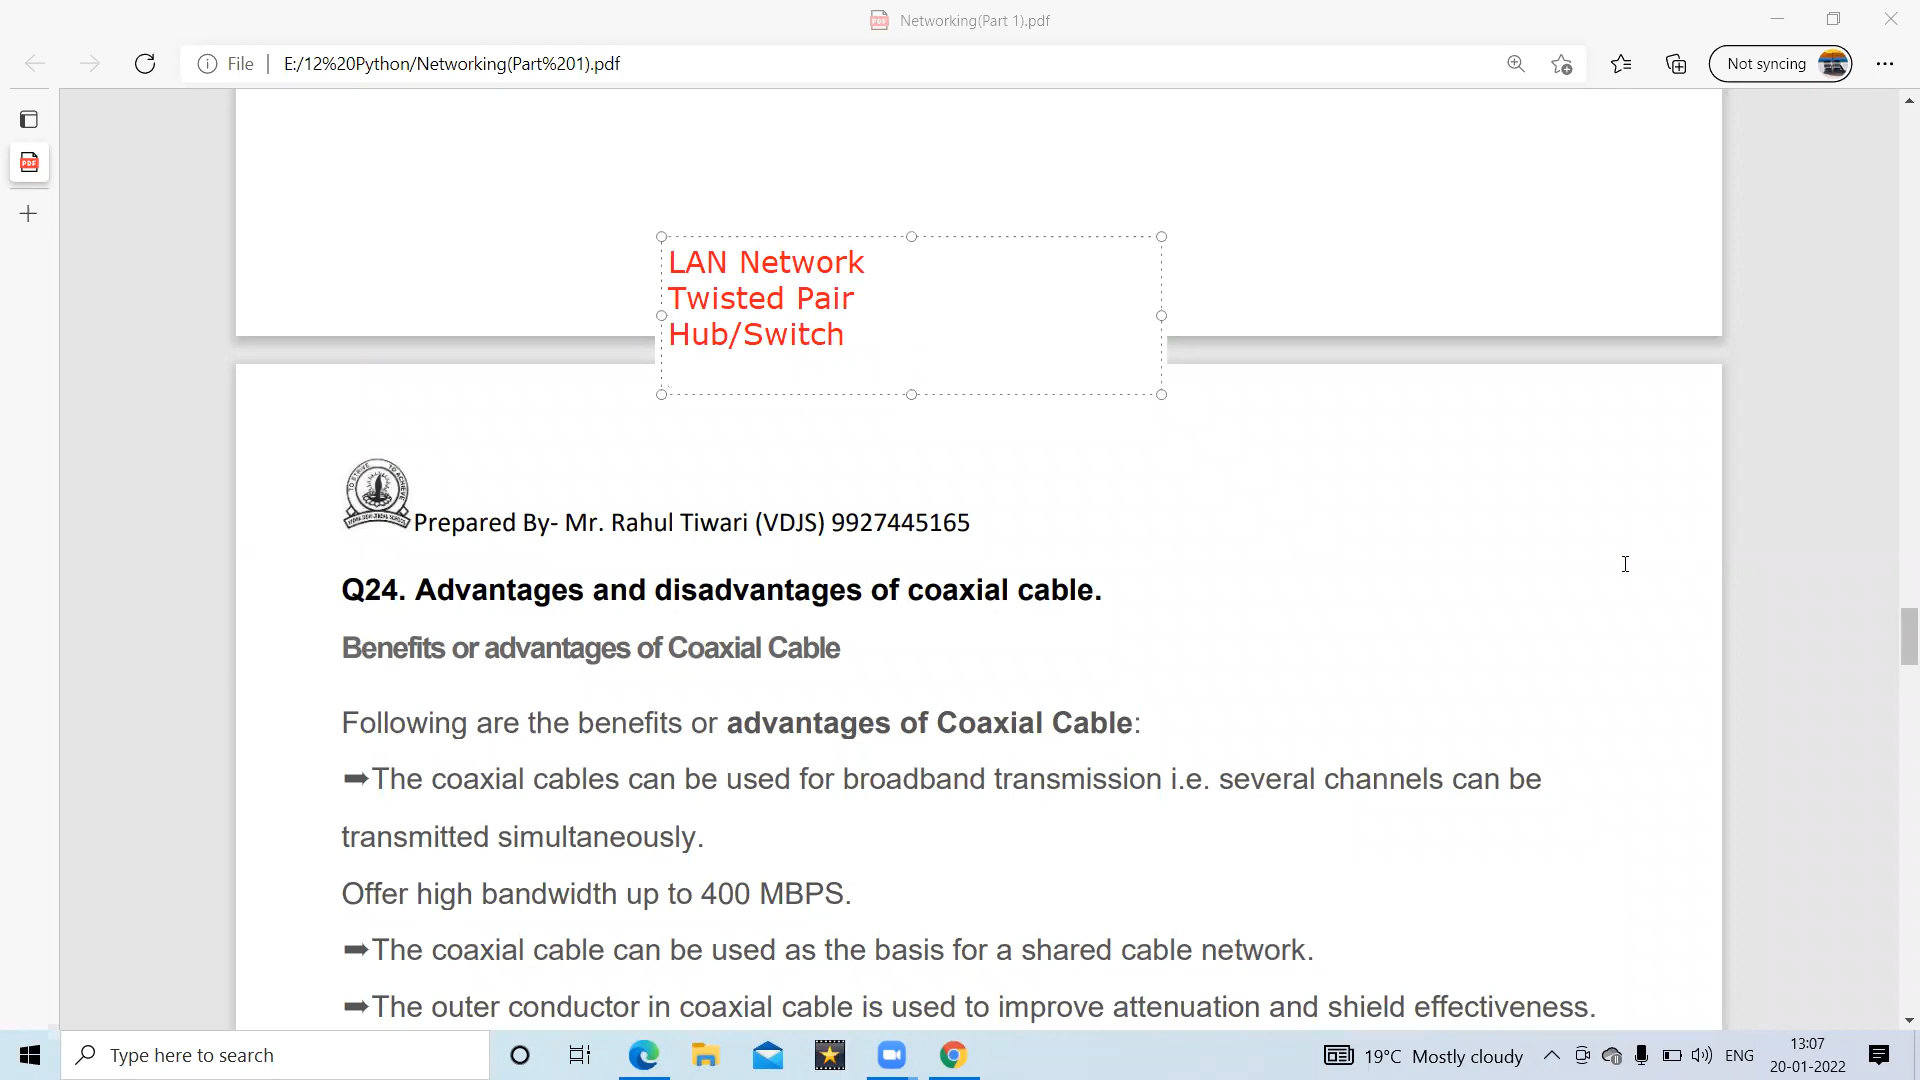 Networking(Part 1).pdf
File
E:/12%20Python/Networking(Part%201).pdf
Not syncing
LAN Network
Twisted Pair
Hub/Switch
Prepared By- Mr. Rahul Tiwari (VDJS) 9927445165
Q24. Advantages and disadvantages of coaxial cable.
Benefits or advantages of Coaxial Cable
Following are the benefits or advantages of Coaxial Cable:
➡The coaxial cables can be used for broadband transmission i.e. several channels can be
transmitted simultaneously.
Offer high bandwidth up to 400 MBPS.
➡The coaxial cable can be used as the basis for a shared cable network.
➡The outer conductor in coaxial cable is used to improve attenuation and shield effectiveness.
Type here to search
19°C Mostly cloudy
ENG
13:07
20-01-2022